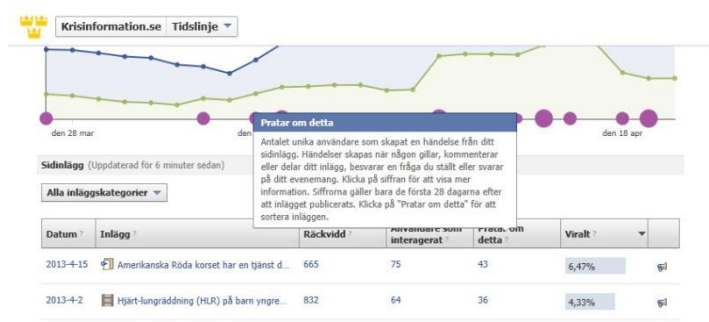 Krisinformation.se Tidslinje
den 28 mar
den
den 18 apr
Pratar om detta
Antalet unika användare som skapat en händelse från ditt
sidinlägg. Händelser skapas när någon gillar, kommenterar
eller delar ditt inlägg, besvarar en fråga du ställt eller svarar
på ditt evenemang. Klicka på siffran för att visa mer
information. Siffrorna gäller bara de första 28 dagarna efter
att inlägget publicerats. Klicka på "Pratar om detta" för att
sortera inläggen.
Sidinlägg (Uppdaterad för 6 minuter sedan)
Alla inläggskategorier
Datum ? Inlägg ? Räckvidd ? Användare som interagerat ? Pratar om detta ? Viralt ?
2013-4-15 Amerikanska Röda korset har en tjänst d... 665 75 43 6,47%
2013-4-2 Hjärt-lungräddning (HLR) på barn yngre... 832 64 36 4,33%